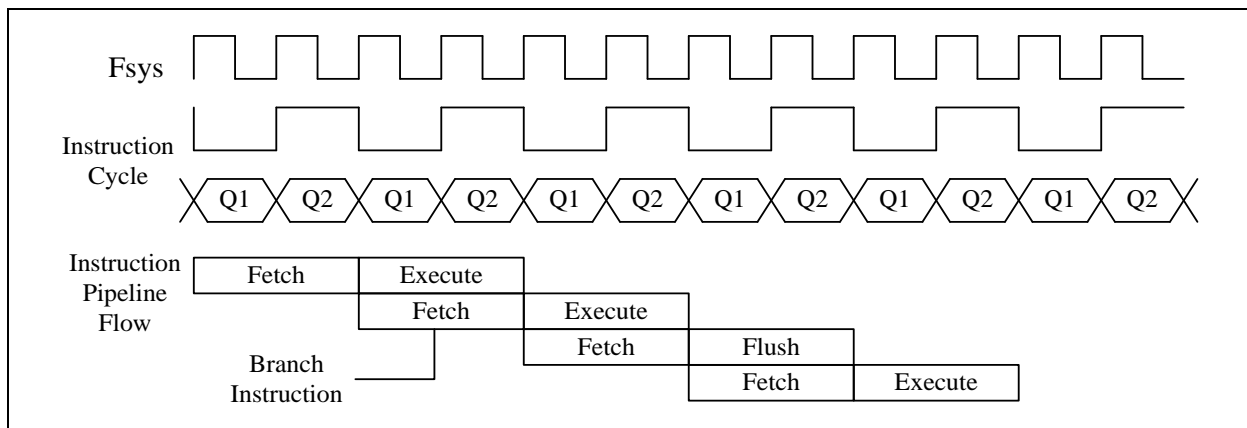 Fsys
Instruction
Cycle
Q1 Q2 Q1 Q2 Q1 Q2 Q1 Q2 Q1 Q2 Q1 Q2
Instruction
Pipeline
Flow
Fetch Execute
Fetch Execute
Fetch Flush
Fetch Execute
Branch
Instruction